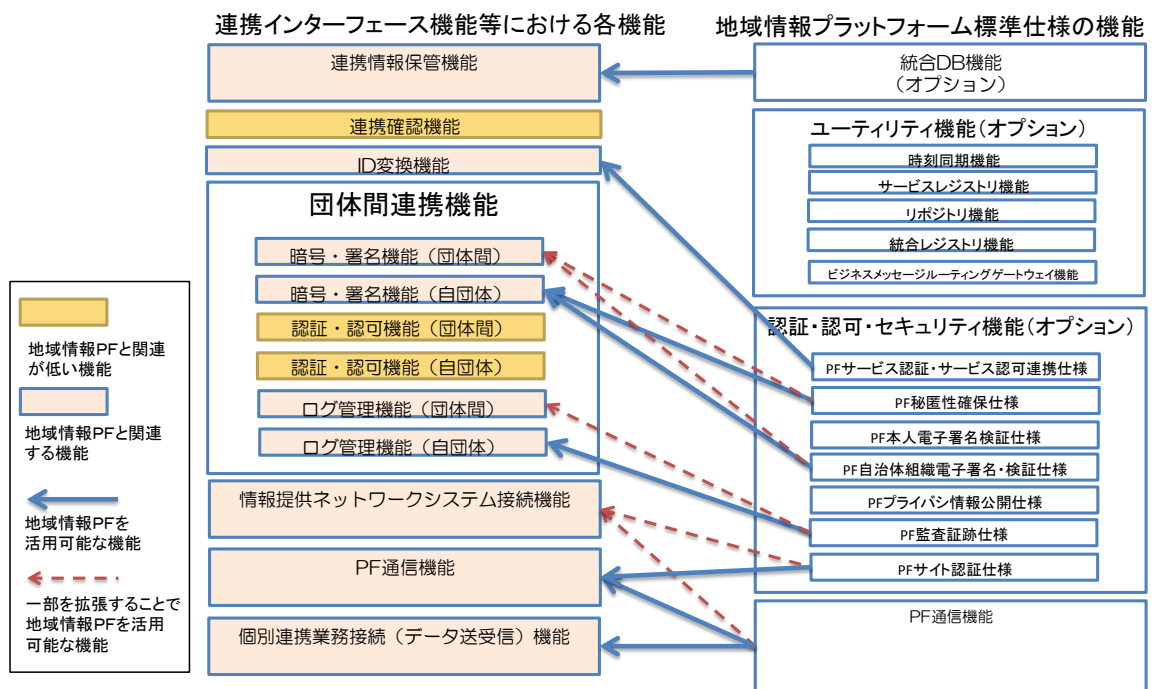 連携インターフェース機能等における各機能
連携情報保管機能
連携確認機能
ID変換機能
団体間連携機能
暗号・署名機能（団体間）
暗号・署名機能（自団体）
認証・認可機能（団体間）
認証・認可機能（自団体）
ログ管理機能（団体間）
ログ管理機能（自団体）
情報提供ネットワークシステム接続機能
PF通信機能
個別連携業務接続（データ送受信）機能
地域情報プラットフォーム標準仕様の機能
統合DB機能
（オプション）
ユーティリティ機能（オプション）
時刻同期機能
サービスレジストリ機能
リポジトリ機能
統合レジストリ機能
ビジネスメッセージルーティングゲートウェイ機能
認証・認可・セキュリティ機能（オプション）
PFサービス認証・サービス認可連携仕様
PF秘匿性確保仕様
PF本人電子署名検証仕様
PF自治体組織電子署名・検証仕様
PFプライバシ情報公開仕様
PF監査証跡仕様
PFサイト認証仕様
PF通信機能
地域情報PFと関連
が低い機能
地域情報PFと関連
する機能
地域情報PFを
活用可能な機能
一部を拡張することで
地域情報PFを活用
可能な機能